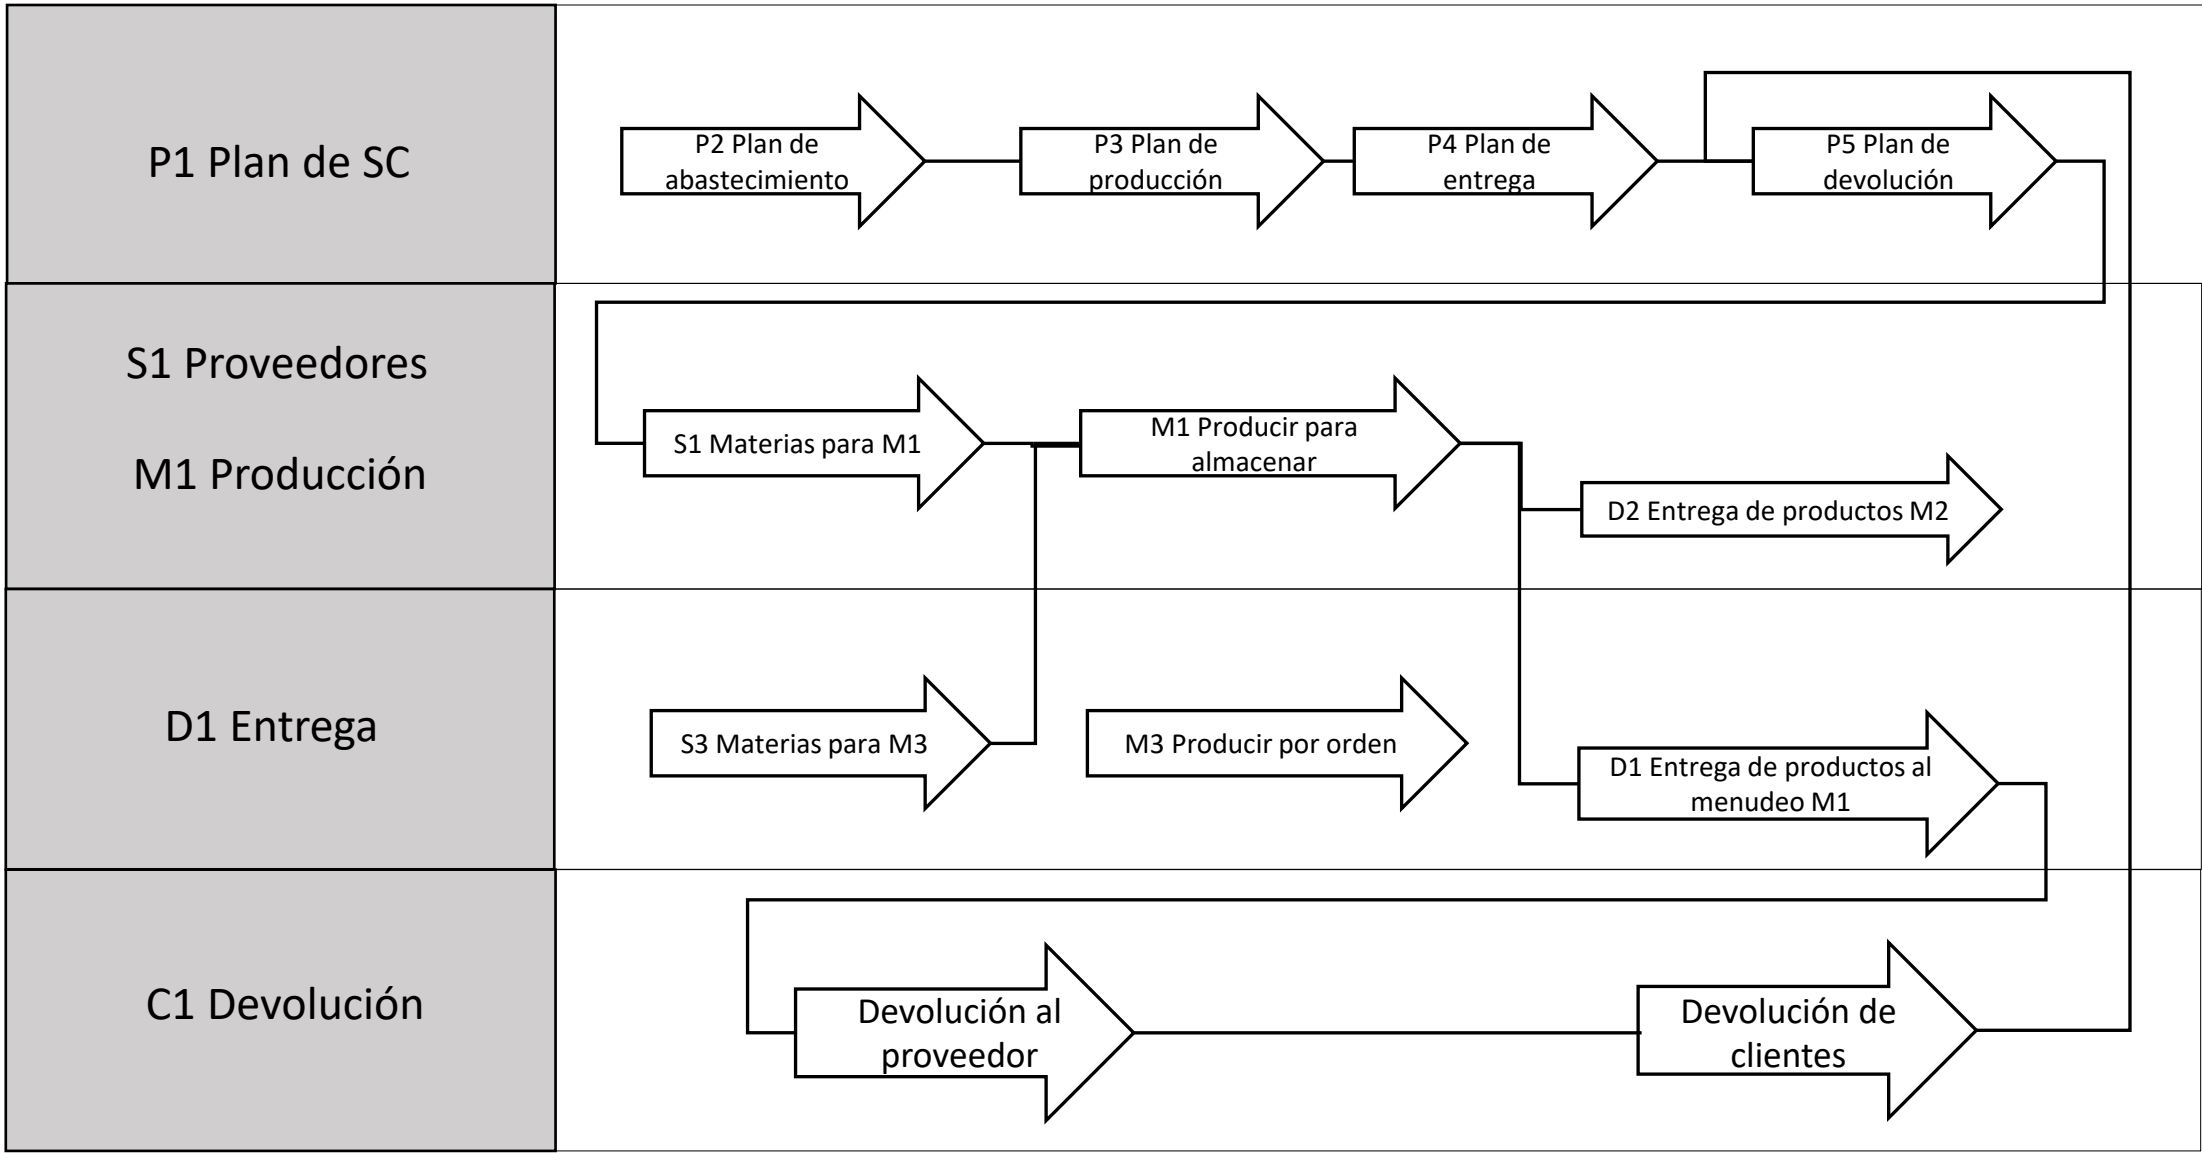 P1 Plan de SC
P2 Plan de
abastecimiento
P3 Plan de
producción
P4 Plan de
entrega
P5 Plan de
devolución
S1 Proveedores
M1 Producción
S1 Materias para M1
M1 Producir para
almacenar
D2 Entrega de productos M2
D1 Entrega
S3 Materias para M3
M3 Producir por orden
D1 Entrega de productos al
menudeo M1
C1 Devolución
Devolución al
proveedor
Devolución de
clientes